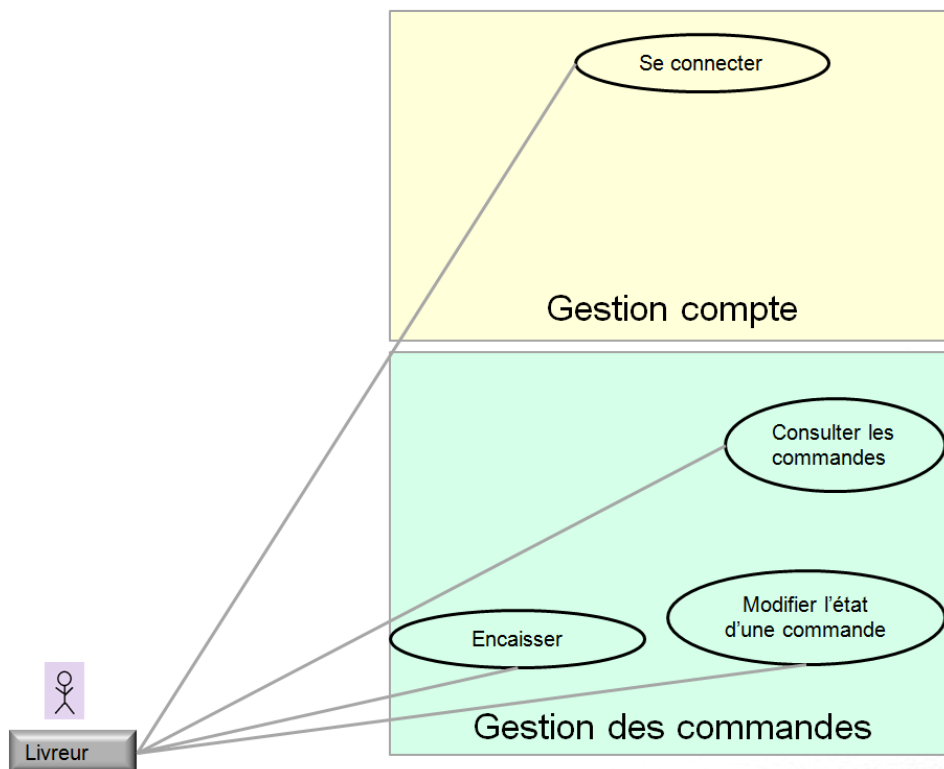 Se connecter
Gestion compte
Consulter les
commandes
Modifier l’état
d’une commande
Encaisser
Gestion des commandes
Livreur